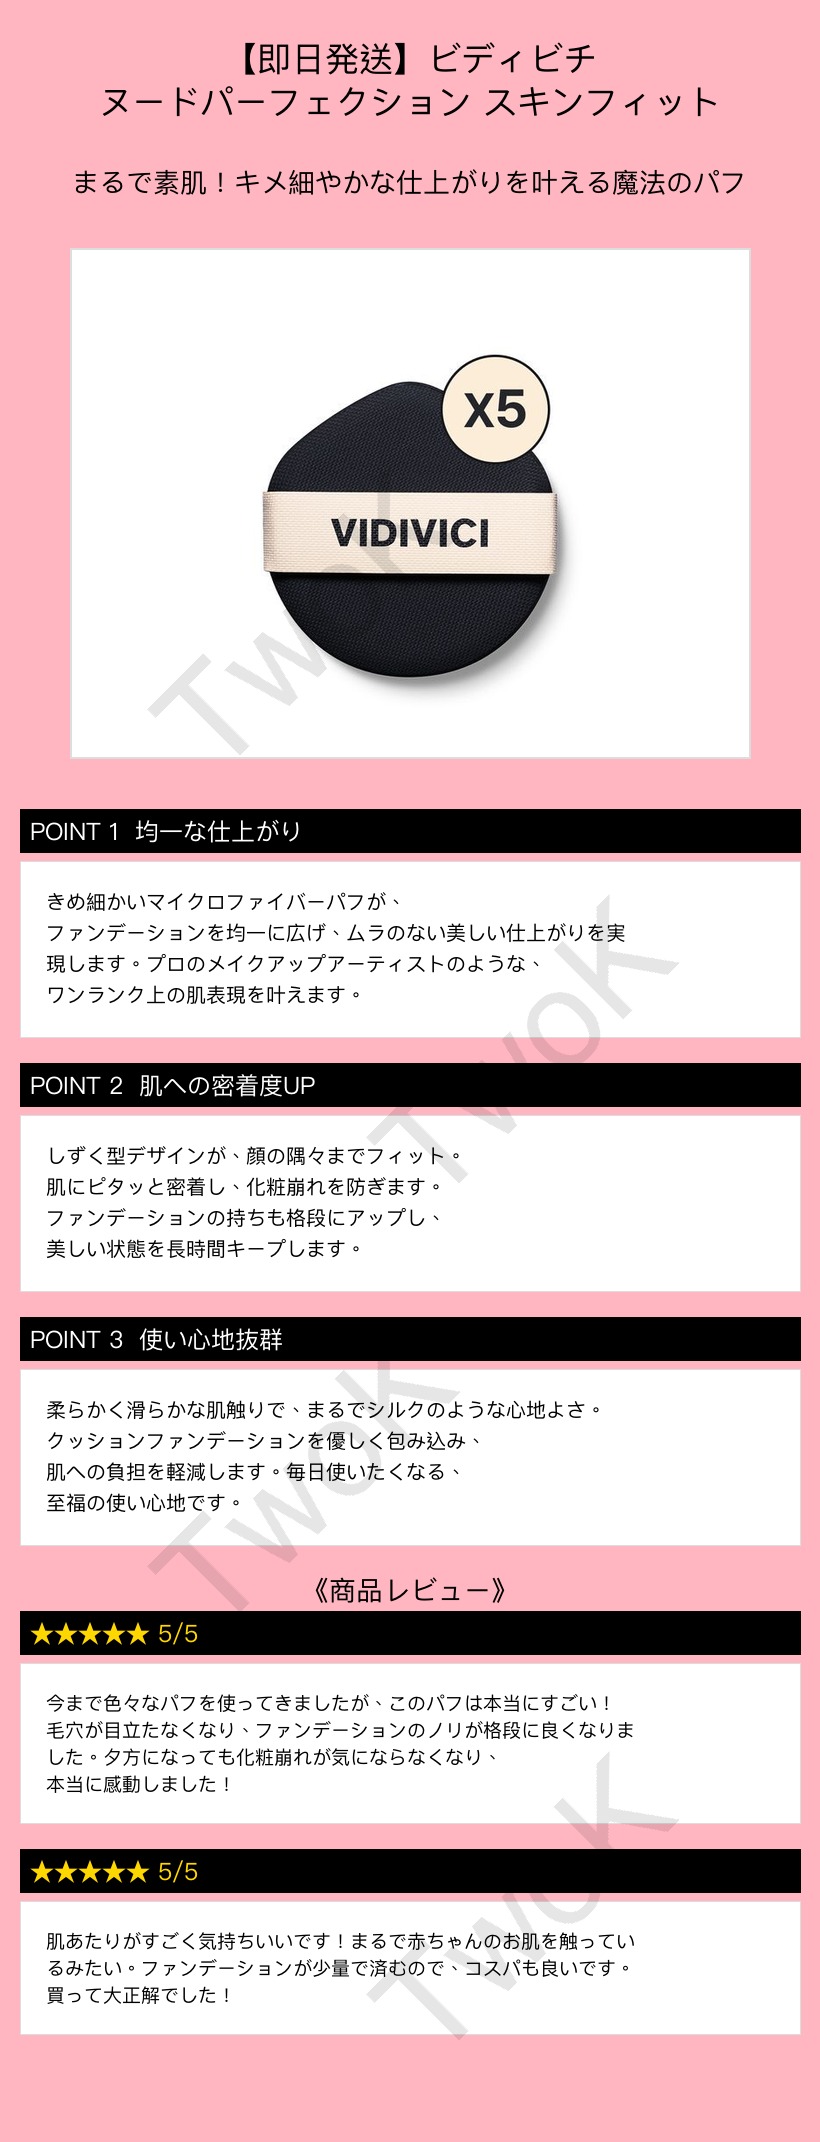 【即日発送】ビディビチ
ヌードパーフェクション スキンフィット
まるで素肌！キメ細やかな仕上がりを叶える魔法のパフ
X5
VIDIVICI
TwoK
POINT 1 均一な仕上がり
きめ細かいマイクロファイバーパフが、
ファンデーションを均一に広げ、ムラのない美しい仕上がりを実
現します。プロのメイクアップアーティストのような、
ワンランク上の肌表現を叶えます。
TwoK
POINT 2 肌への密着度UP
しずく型デザインが、顔の隅々までフィット。
肌にピタッと密着し、化粧崩れを防ぎます。
ファンデーションの持ちも格段にアップし、
美しい状態を長時間キープします。
POINT 3 使い心地抜群
柔らかく滑らかな肌触りで、まるでシルクのような心地よさ。
クッションファンデーションを優しく包み込み、
肌への負担を軽減します。毎日使いたくなる、
至福の使い心地です。
TwoK
《商品レビュー》
★★★★★ 5/5
今まで色々なパフを使ってきましたが、このパフは本当にすごい！
毛穴が目立たなくなり、ファンデーションのノリが格段に良くなりま
した。夕方になっても化粧崩れが気にならなくなり、
本当に感動しました！
TwoK
★★★★★ 5/5
肌あたりがすごく気持ちいいです！まるで赤ちゃんのお肌を触ってい
るみたい。ファンデーションが少量で済むので、コスパも良いです。
買って大正解でした！